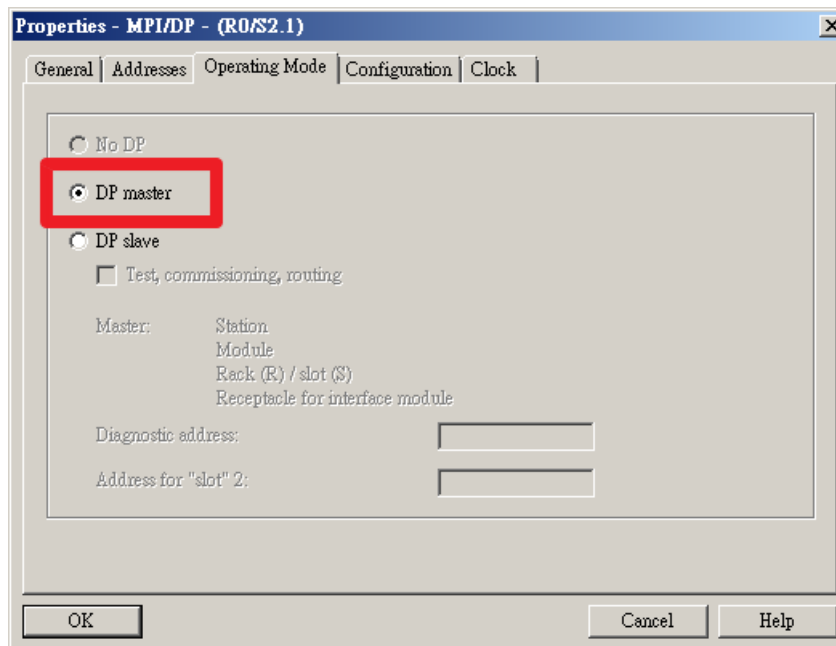 Properties - MPI/DP - (R0/S2.1)
General Addresses Operating Mode Configuration Clock
No DP
DP master
DP slave
Test, commissioning, routing
Master: Station
Module
Rack (R) / slot (S)
Receptacle for interface module
Diagnostic address:
Address for "slot" 2:
OK Cancel Help